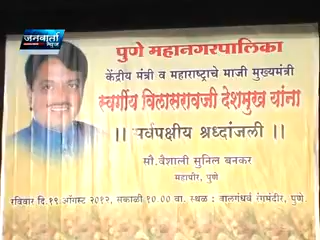 जनवार्ता
न्यूज
पुणे महानगरपालिका
केंद्रीय मंत्री व महाराष्ट्राचे माजी मुख्यमंत्री
स्वर्गीय विलासरावजी देशमुख यांना
।। सर्वपक्षीय श्रध्दांजली ।।
सौ.वैशाली सुनिल बनकर
महापौर, पुणे
रविवार दि.१९ ऑगस्ट २०१२, सकाळी १०.०० वा. स्थळ : बालगंधर्व रंगमंदीर, पुणे.